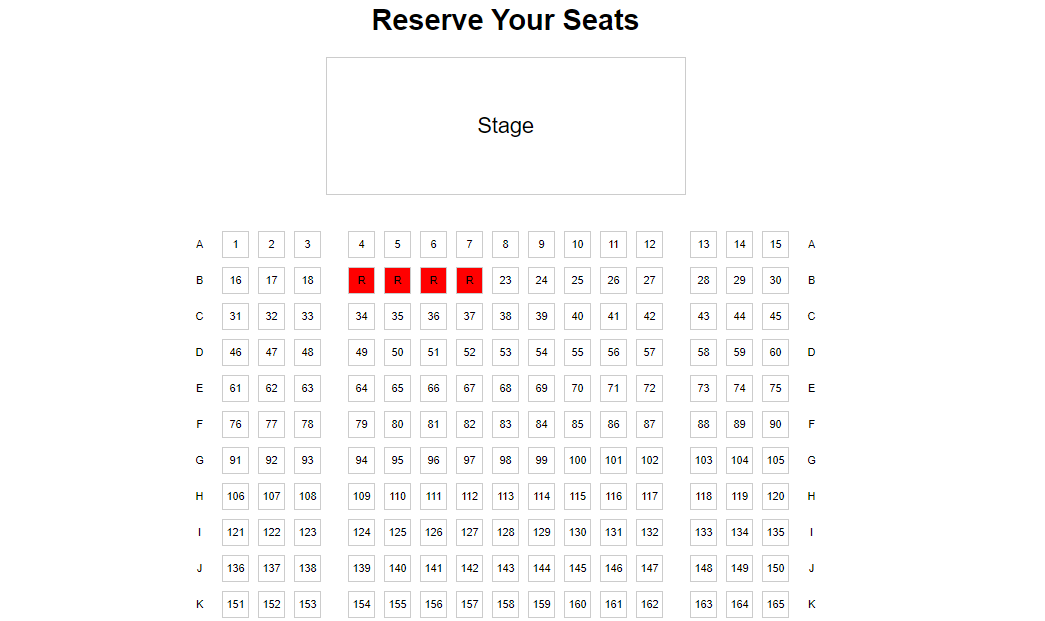 Reserve Your Seats
Stage
A 1 2 3 4 5 6 7 8 9 10 11 12 13 14 15 A
B 16 17 18 R R R R 23 24 25 26 27 28 29 30 B
C 31 32 33 34 35 36 37 38 39 40 41 42 43 44 45 C
D 46 47 48 49 50 51 52 53 54 55 56 57 58 59 60 D
E 61 62 63 64 65 66 67 68 69 70 71 72 73 74 75 E
F 76 77 78 79 80 81 82 83 84 85 86 87 88 89 90 F
G 91 92 93 94 95 96 97 98 99 100 101 102 103 104 105 G
H 106 107 108 109 110 111 112 113 114 115 116 117 118 119 120 H
I 121 122 123 124 125 126 127 128 129 130 131 132 133 134 135 I
J 136 137 138 139 140 141 142 143 144 145 146 147 148 149 150 J
K 151 152 153 154 155 156 157 158 159 160 161 162 163 164 165 K